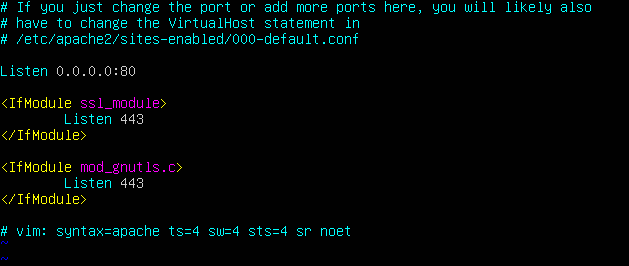 # If you just change the port or add more ports here, you will likely also
# have to change the VirtualHost statement in
# /etc/apache2/sites-enabled/000-default.conf
Listen 0.0.0.0:80
<IfModule ssl_module>
Listen 443
</IfModule>
<IfModule mod_gnutls.c>
Listen 443
</IfModule>
# vim: syntax=apache ts=4 sw=4 sts=4 sr noet
~
~